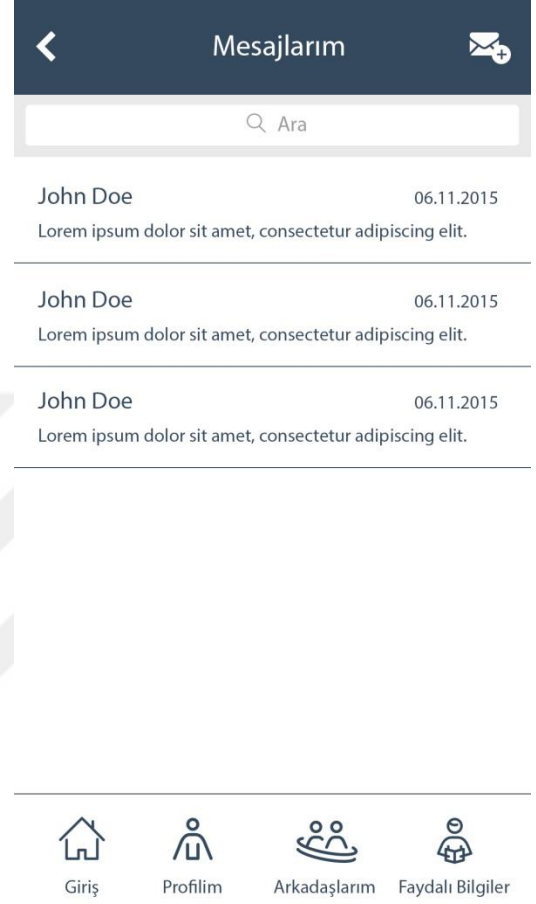 Mesajlarım
Ara
John Doe 06.11.2015
Lorem ipsum dolor sit amet, consectetur adipiscing elit.
John Doe 06.11.2015
Lorem ipsum dolor sit amet, consectetur adipiscing elit.
John Doe 06.11.2015
Lorem ipsum dolor sit amet, consectetur adipiscing elit.
Giriş Profilim Arkadaşlarım Faydalı Bilgiler